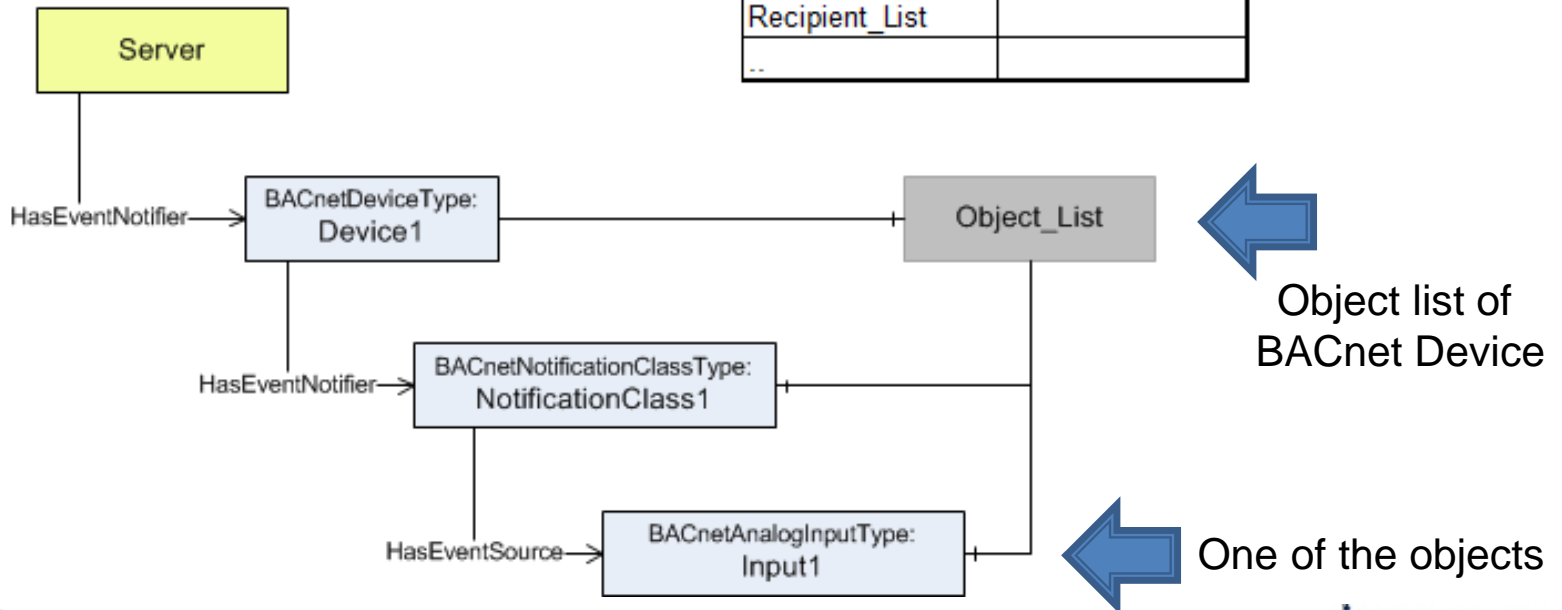 Recipient_List
..
Server
HasEventNotifier
BACnetDeviceType:
Device1
Object_List
Object list of
BACnet Device
HasEventNotifier
BACnetNotificationClassType:
NotificationClass1
HasEventSource
BACnetAnalogInputType:
Input1
One of the objects